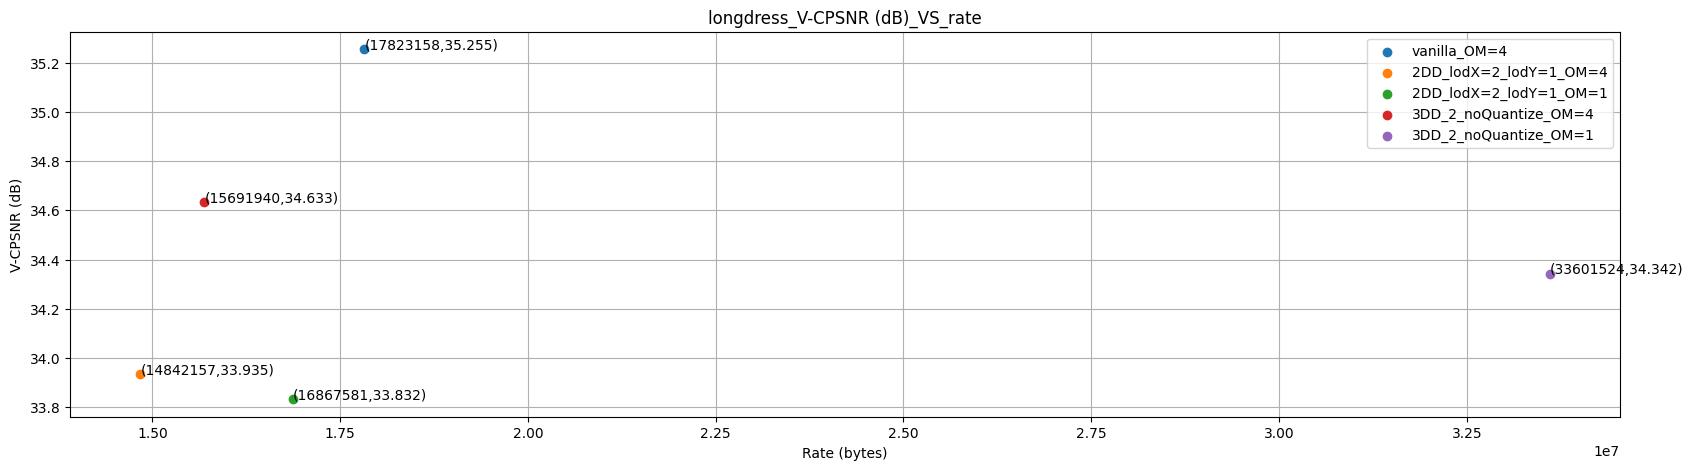 longdress_V-CPSNR (dB)_VS_rate
(17823158,35.255)
vanilla_OM=4
2DD_lodX=2_lodY=1_OM=4
2DD_lodX=2_lodY=1_OM=1
3DD_2_noQuantize_OM=4
3DD_2_noQuantize_OM=1
(15691940,34.633)
(33601524,34.342)
(14842157,33.935)
(16867581,33.832)
V-CPSNR (dB)
35.2
35.0
34.8
34.6
34.4
34.2
34.0
33.8
1.50 1.75 2.00 2.25 2.50 2.75 3.00 3.25
1e7
Rate (bytes)